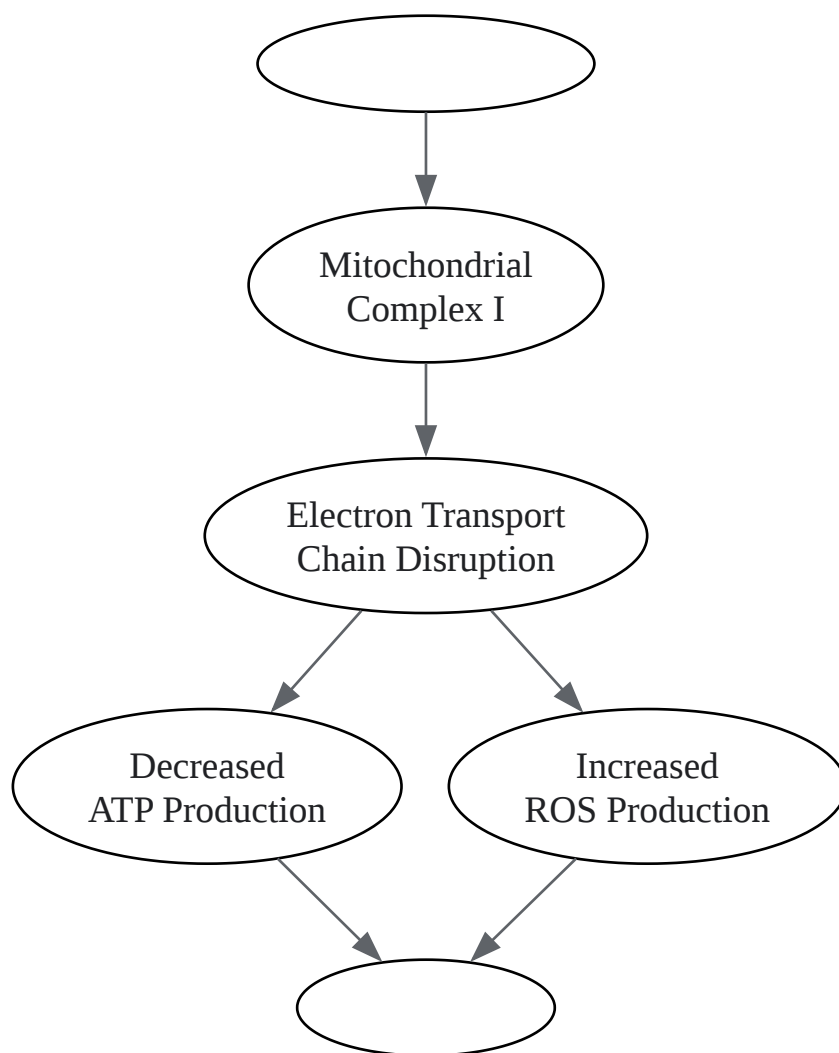 Mitochondrial
Complex I
Electron Transport
Chain Disruption
Decreased
ATP Production
Increased
ROS Production